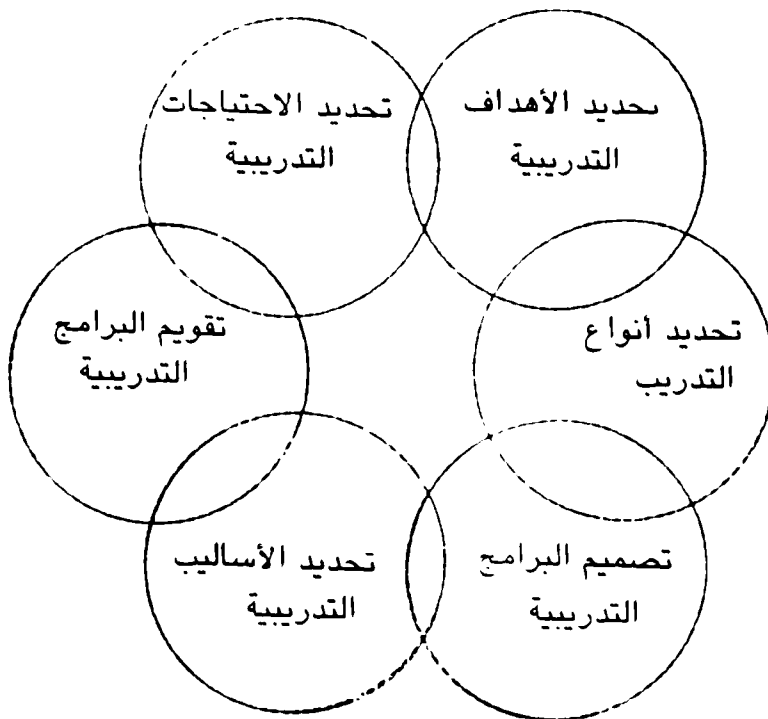 تحديد الأهداف
التدريبية
تحديد الاحتياجات
التدريبية
تحديد أنواع
التدريب
تقويم البرامج
التدريبية
تصميم البرامج
التدريبية
تحديد الأساليب
التدريبية